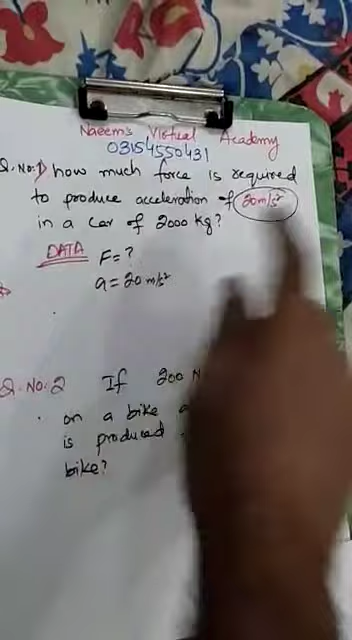 Naeem's Virtual Academy
03154550431
Q.No:1) how much force is required
to produce acceleration of 20m/s²
in a car of 2000 kg?
DATA F=?
a=20 m/s²
Q.No:2 If 200 N
on a bike a
is produced
bike?